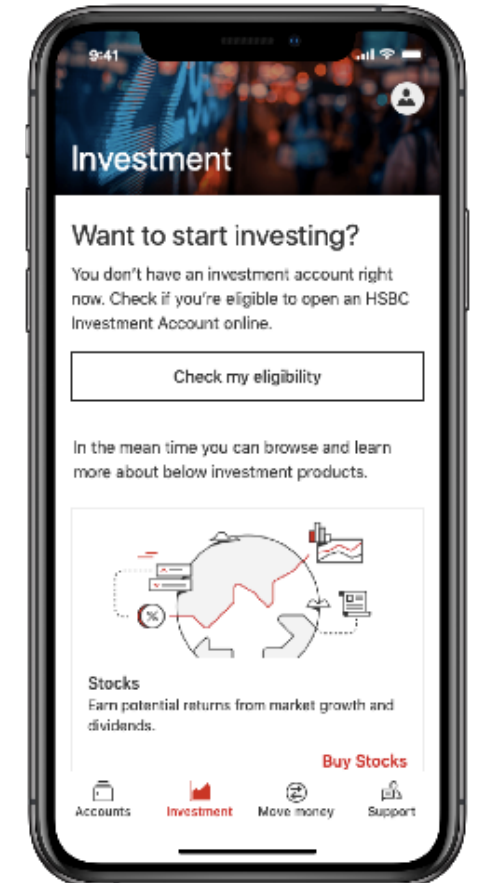 9:41
Investment
Want to start investing?
You don't have an investment account right
now. Check if you're eligible to open an HSBC
Investment Account online.
Check my eligibility
In the mean time you can browse and learn
more about below investment products.
%
Stocks
Earn potential returns from market growth and
dividends.
Buy Stocks
Accounts
Investment
Move money
Support